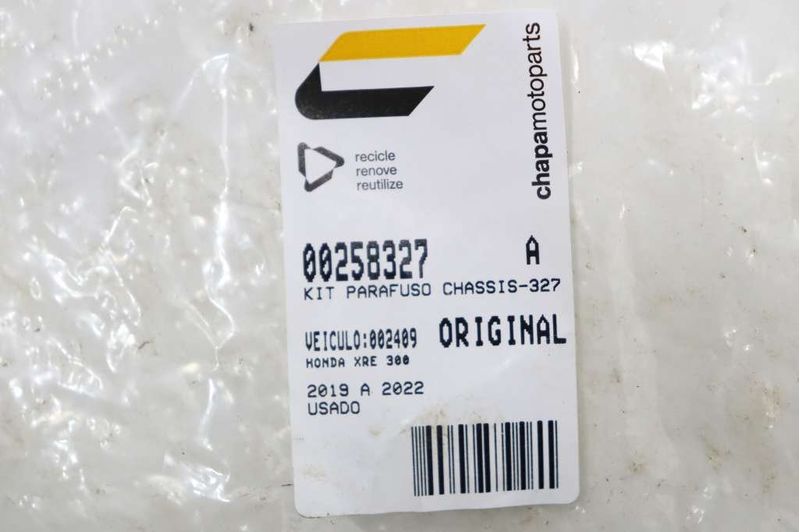 chapamotoparts
recicle
renove
reutilize
00258327 A
KIT PARAFUSO CHASSIS-327
VEICULO:002409 ORIGINAL
HONDA XRE 300
2019 A 2022
USADO